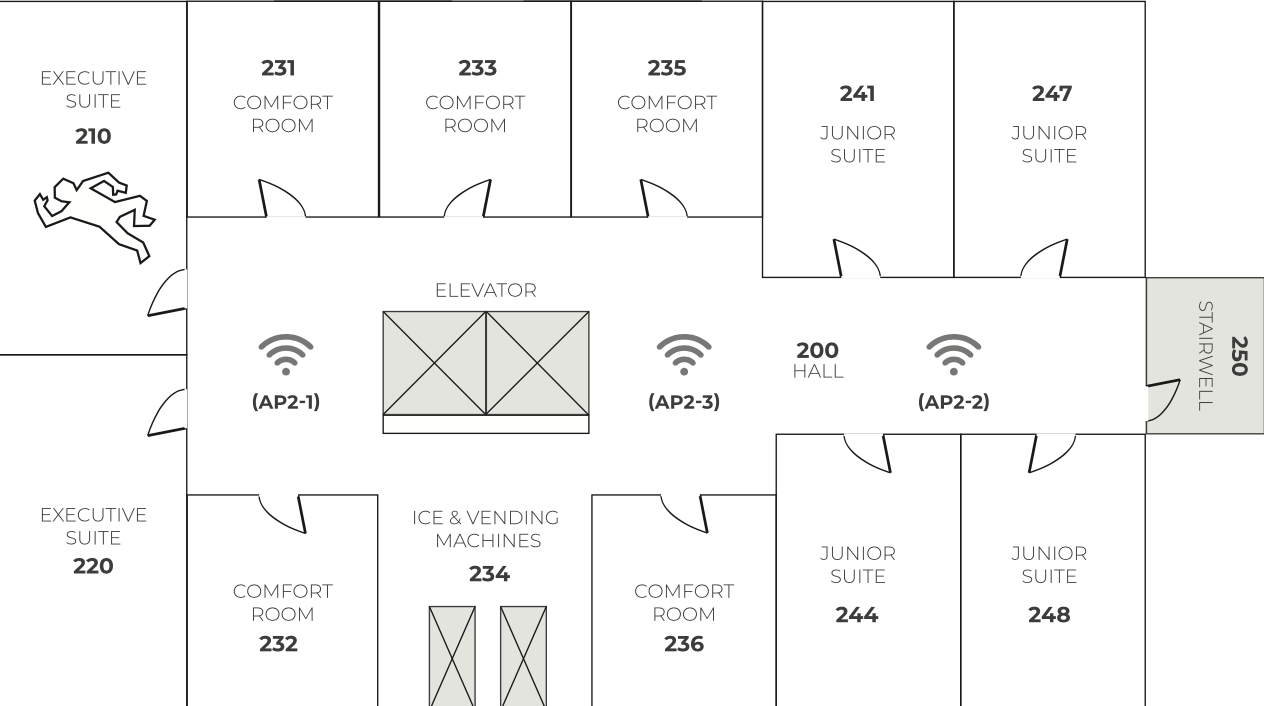 EXECUTIVE
SUITE
210
231
COMFORT
ROOM
233
COMFORT
ROOM
235
COMFORT
ROOM
241
JUNIOR
SUITE
247
JUNIOR
SUITE
ELEVATOR
(AP2-1)
(AP2-3)
200
HALL
(AP2-2)
STAIRWELL
250
EXECUTIVE
SUITE
220
COMFORT
ROOM
232
ICE & VENDING
MACHINES
234
COMFORT
ROOM
236
JUNIOR
SUITE
244
JUNIOR
SUITE
248